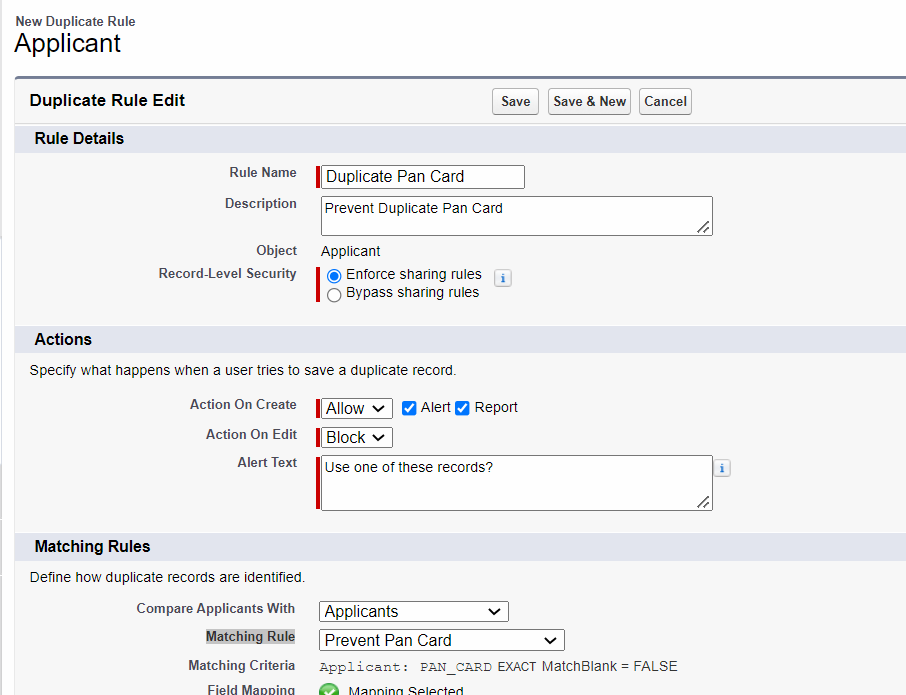 New Duplicate Rule
Applicant
Duplicate Rule Edit
Save
Save & New
Cancel
Rule Details
Rule Name
Duplicate Pan Card
Description
Prevent Duplicate Pan Card
Object
Applicant
Record-Level Security
Enforce sharing rules
i
Bypass sharing rules
Actions
Specify what happens when a user tries to save a duplicate record.
Action On Create
Allow
Alert
Report
Action On Edit
Block
Alert Text
Use one of these records?
i
Matching Rules
Define how duplicate records are identified.
Compare Applicants With
Applicants
Matching Rule
Prevent Pan Card
Matching Criteria
Applicant: PAN_CARD EXACT MatchBlank = FALSE
Field Mapping
Mapping Selected